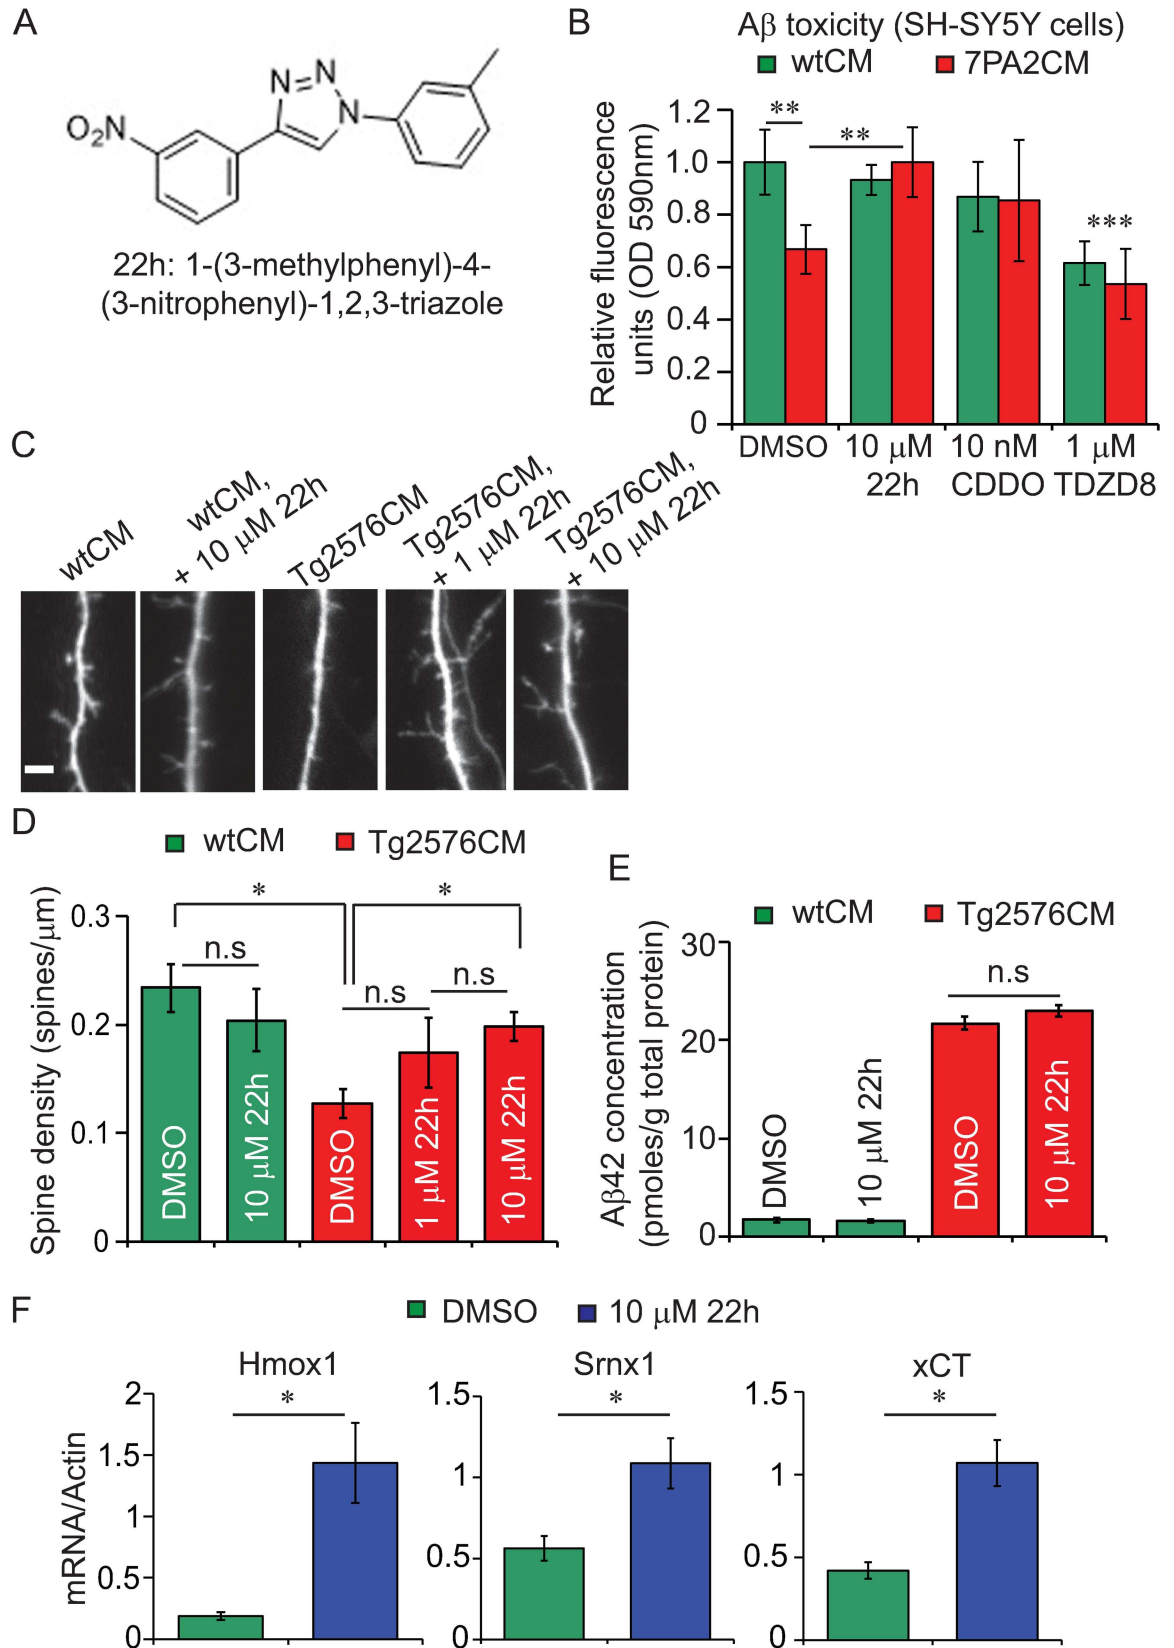 A
O₂N
N=N
N
22h: 1-(3-methylphenyl)-4-
(3-nitrophenyl)-1,2,3-triazole
B
Aβ toxicity (SH-SY5Y cells)
wtCM 7PA2CM
Relative fluorescence
units (OD 590nm)
1.2
1.0
0.8
0.6
0.4
0.2
0
** ** ***
DMSO 10 μM 10 nM 1 μM
22h CDDO TDZD8
C
wtCM
wtCM,
+ 10 μM 22h
Tg2576CM
Tg2576CM,
+ 1 μM 22h
Tg2576CM,
+ 10 μM 22h
D
wtCM Tg2576CM
Spine density (spines/μm)
0.3
0.2
0.1
0
* *
n.s n.s n.s
DMSO
10 μM 22h
DMSO
1 μM 22h
10 μM 22h
E
wtCM Tg2576CM
Aβ42 concentration
(pmoles/g total protein)
30
20
10
0
n.s
DMSO
10 μM 22h
DMSO
10 μM 22h
F
DMSO 10 μM 22h
mRNA/Actin
Hmox1
2
1.5
1
0.5
0
*
Srnx1
1.5
1
0.5
0
*
xCT
1.5
1
0.5
0
*